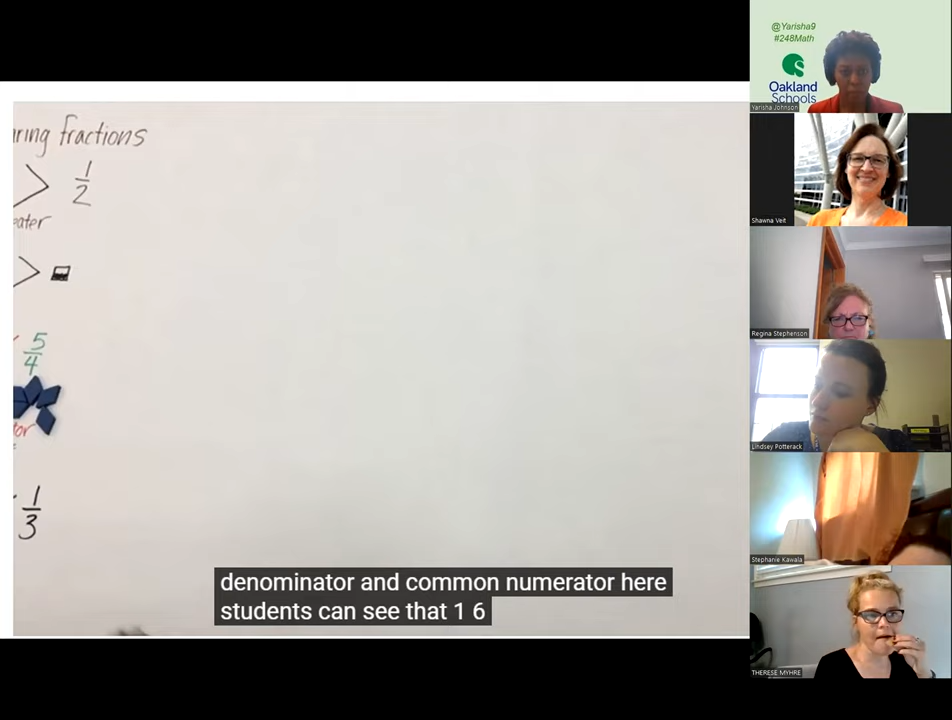 ring fractions
> 1/2
eater
>
5/4
tor
1/3
denominator and common numerator here
students can see that 1 6
@Yarisha9
#248Math
Oakland
Schools
Yarisha Johnson
Shawna Veit
Regina Stephenson
Lindsey Potterack
Stephanie Kawala
THERESE MYHRE